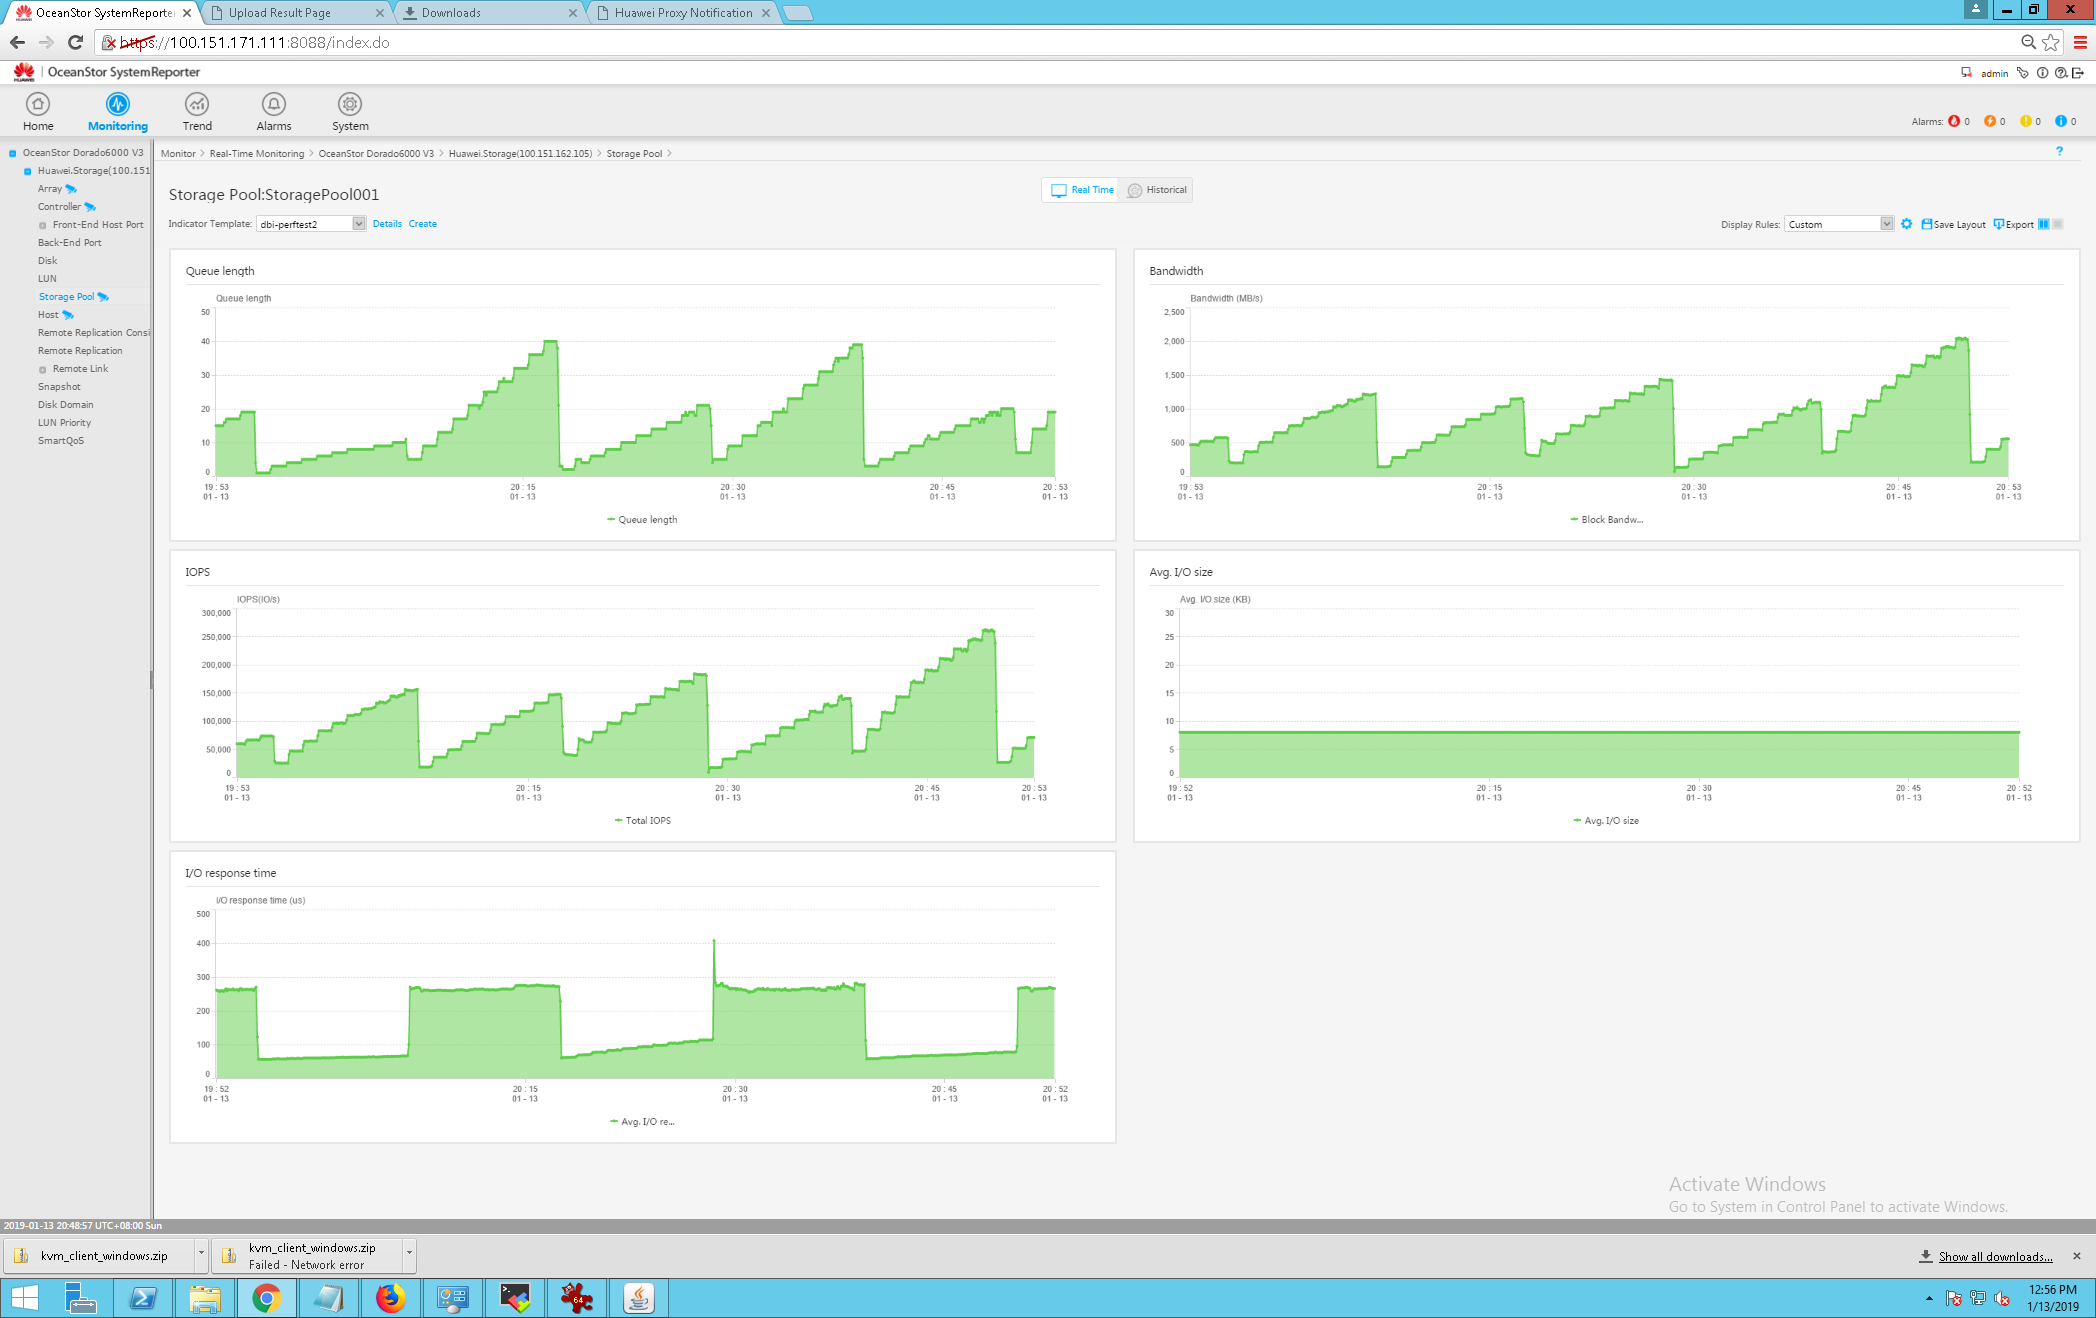 OceanStor SystemReporte
Upload Result Page
Downloads
Huawei Proxy Notification
https://100.151.171.111:8088/index.do
HUAWEI
OceanStor SystemReporter
admin
Home
Monitoring
Trend
Alarms
System
Alarms: 0 0 0 0
OceanStor Dorado6000 V3
Huawei.Storage(100.151
Array
Controller
Front-End Host Port
Back-End Port
Disk
LUN
Storage Pool
Host
Remote Replication Consi
Remote Replication
Remote Link
Snapshot
Disk Domain
LUN Priority
SmartQoS
Monitor > Real-Time Monitoring > OceanStor Dorado6000 V3 > Huawei.Storage(100.151.162.105) > Storage Pool >
?
Storage Pool:StoragePool001
Real Time
Historical
Indicator Template: dbi-perftest2 Details Create
Display Rules: Custom Save Layout Export
Queue length
Queue length
50
40
30
20
10
0
19 : 53 20 : 15 20 : 30 20 : 45 20 : 53
01 - 13 01 - 13 01 - 13 01 - 13 01 - 13
Queue length
Bandwidth
Bandwidth (MB/s)
2,500
2,000
1,500
1,000
500
0
19 : 53 20 : 15 20 : 30 20 : 45 20 : 53
01 - 13 01 - 13 01 - 13 01 - 13 01 - 13
Block Bandw...
IOPS
IOPS(IO/s)
300,000
250,000
200,000
150,000
100,000
50,000
0
19 : 53 20 : 15 20 : 30 20 : 45 20 : 53
01 - 13 01 - 13 01 - 13 01 - 13 01 - 13
Total IOPS
Avg. I/O size
Avg. I/O size (KB)
30
25
20
15
10
5
0
19 : 52 20 : 15 20 : 30 20 : 45 20 : 52
01 - 13 01 - 13 01 - 13 01 - 13 01 - 13
Avg. I/O size
I/O response time
I/O response time (us)
500
400
300
200
100
0
19 : 52 20 : 15 20 : 30 20 : 45 20 : 52
01 - 13 01 - 13 01 - 13 01 - 13 01 - 13
Avg. I/O re...
Activate Windows
Go to System in Control Panel to activate Windows.
2019-01-13 20:48:57 UTC+08:00 Sun
kvm_client_windows.zip
kvm_client_windows.zip
Failed - Network error
Show all downloads...
64
12:56 PM
1/13/2019